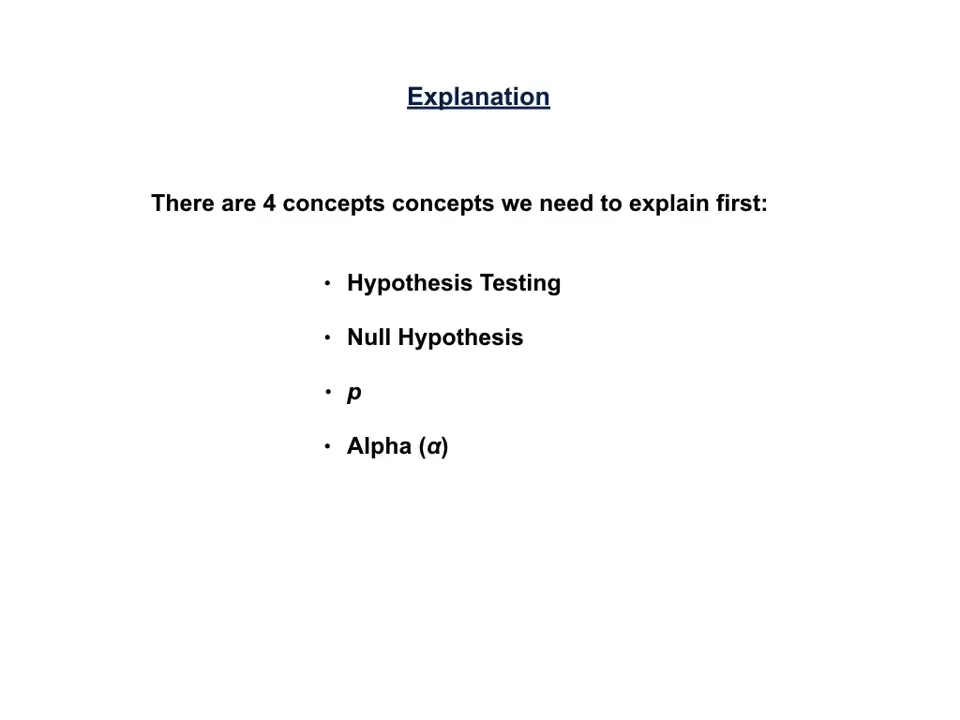 Explanation
There are 4 concepts concepts we need to explain first:
• Hypothesis Testing
• Null Hypothesis
• p
• Alpha (α)